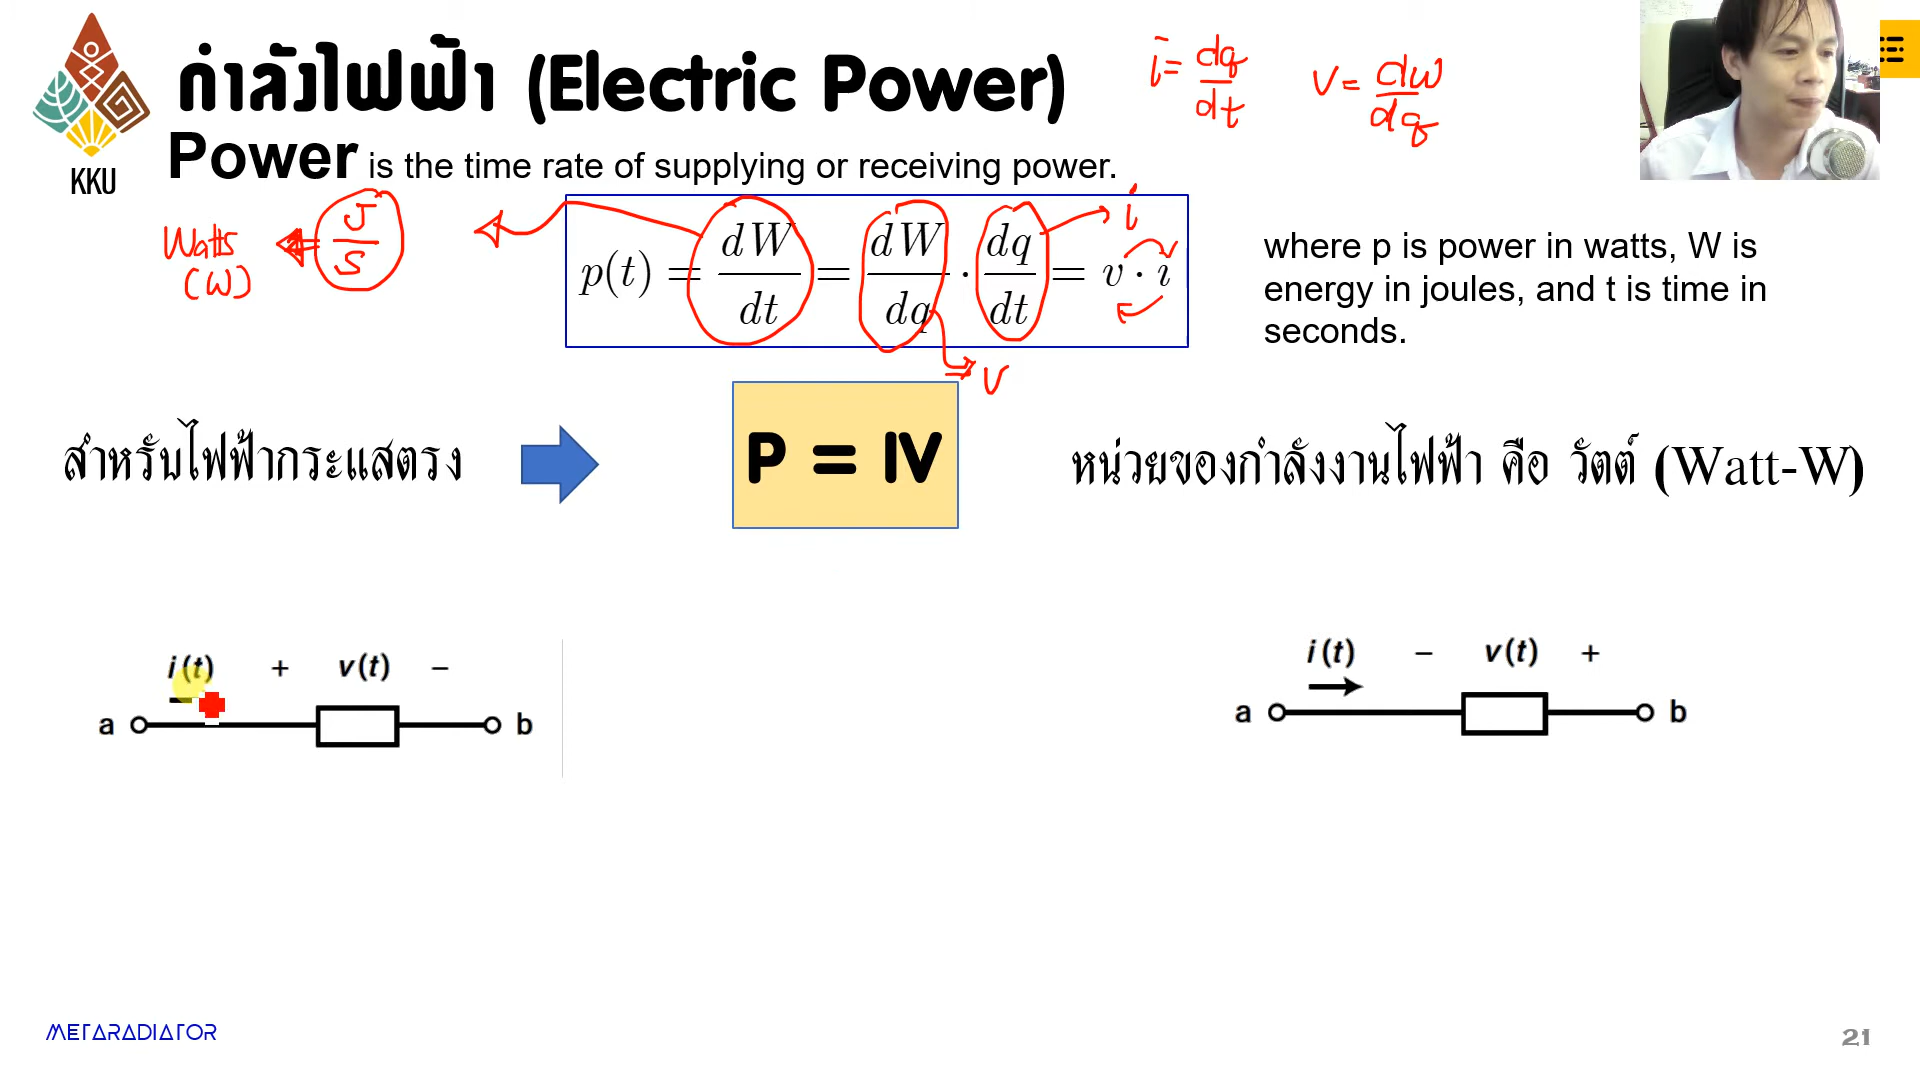 กำลังไฟฟ้า (Electric Power)
i = dq/dt
v = dw/dq
KKU
Power is the time rate of supplying or receiving power.
Watts (W)
J/S
p(t) = dW/dt = dW/dq · dq/dt = v · i
i
v
where p is power in watts, W is
energy in joules, and t is time in
seconds.
สำหรับไฟฟ้ากระแสตรง
P = IV
หน่วยของกำลังงานไฟฟ้า คือ วัตต์ (Watt-W)
i(t) + v(t) −
a b
i(t) − v(t) +
a b
METARADIATOR
21